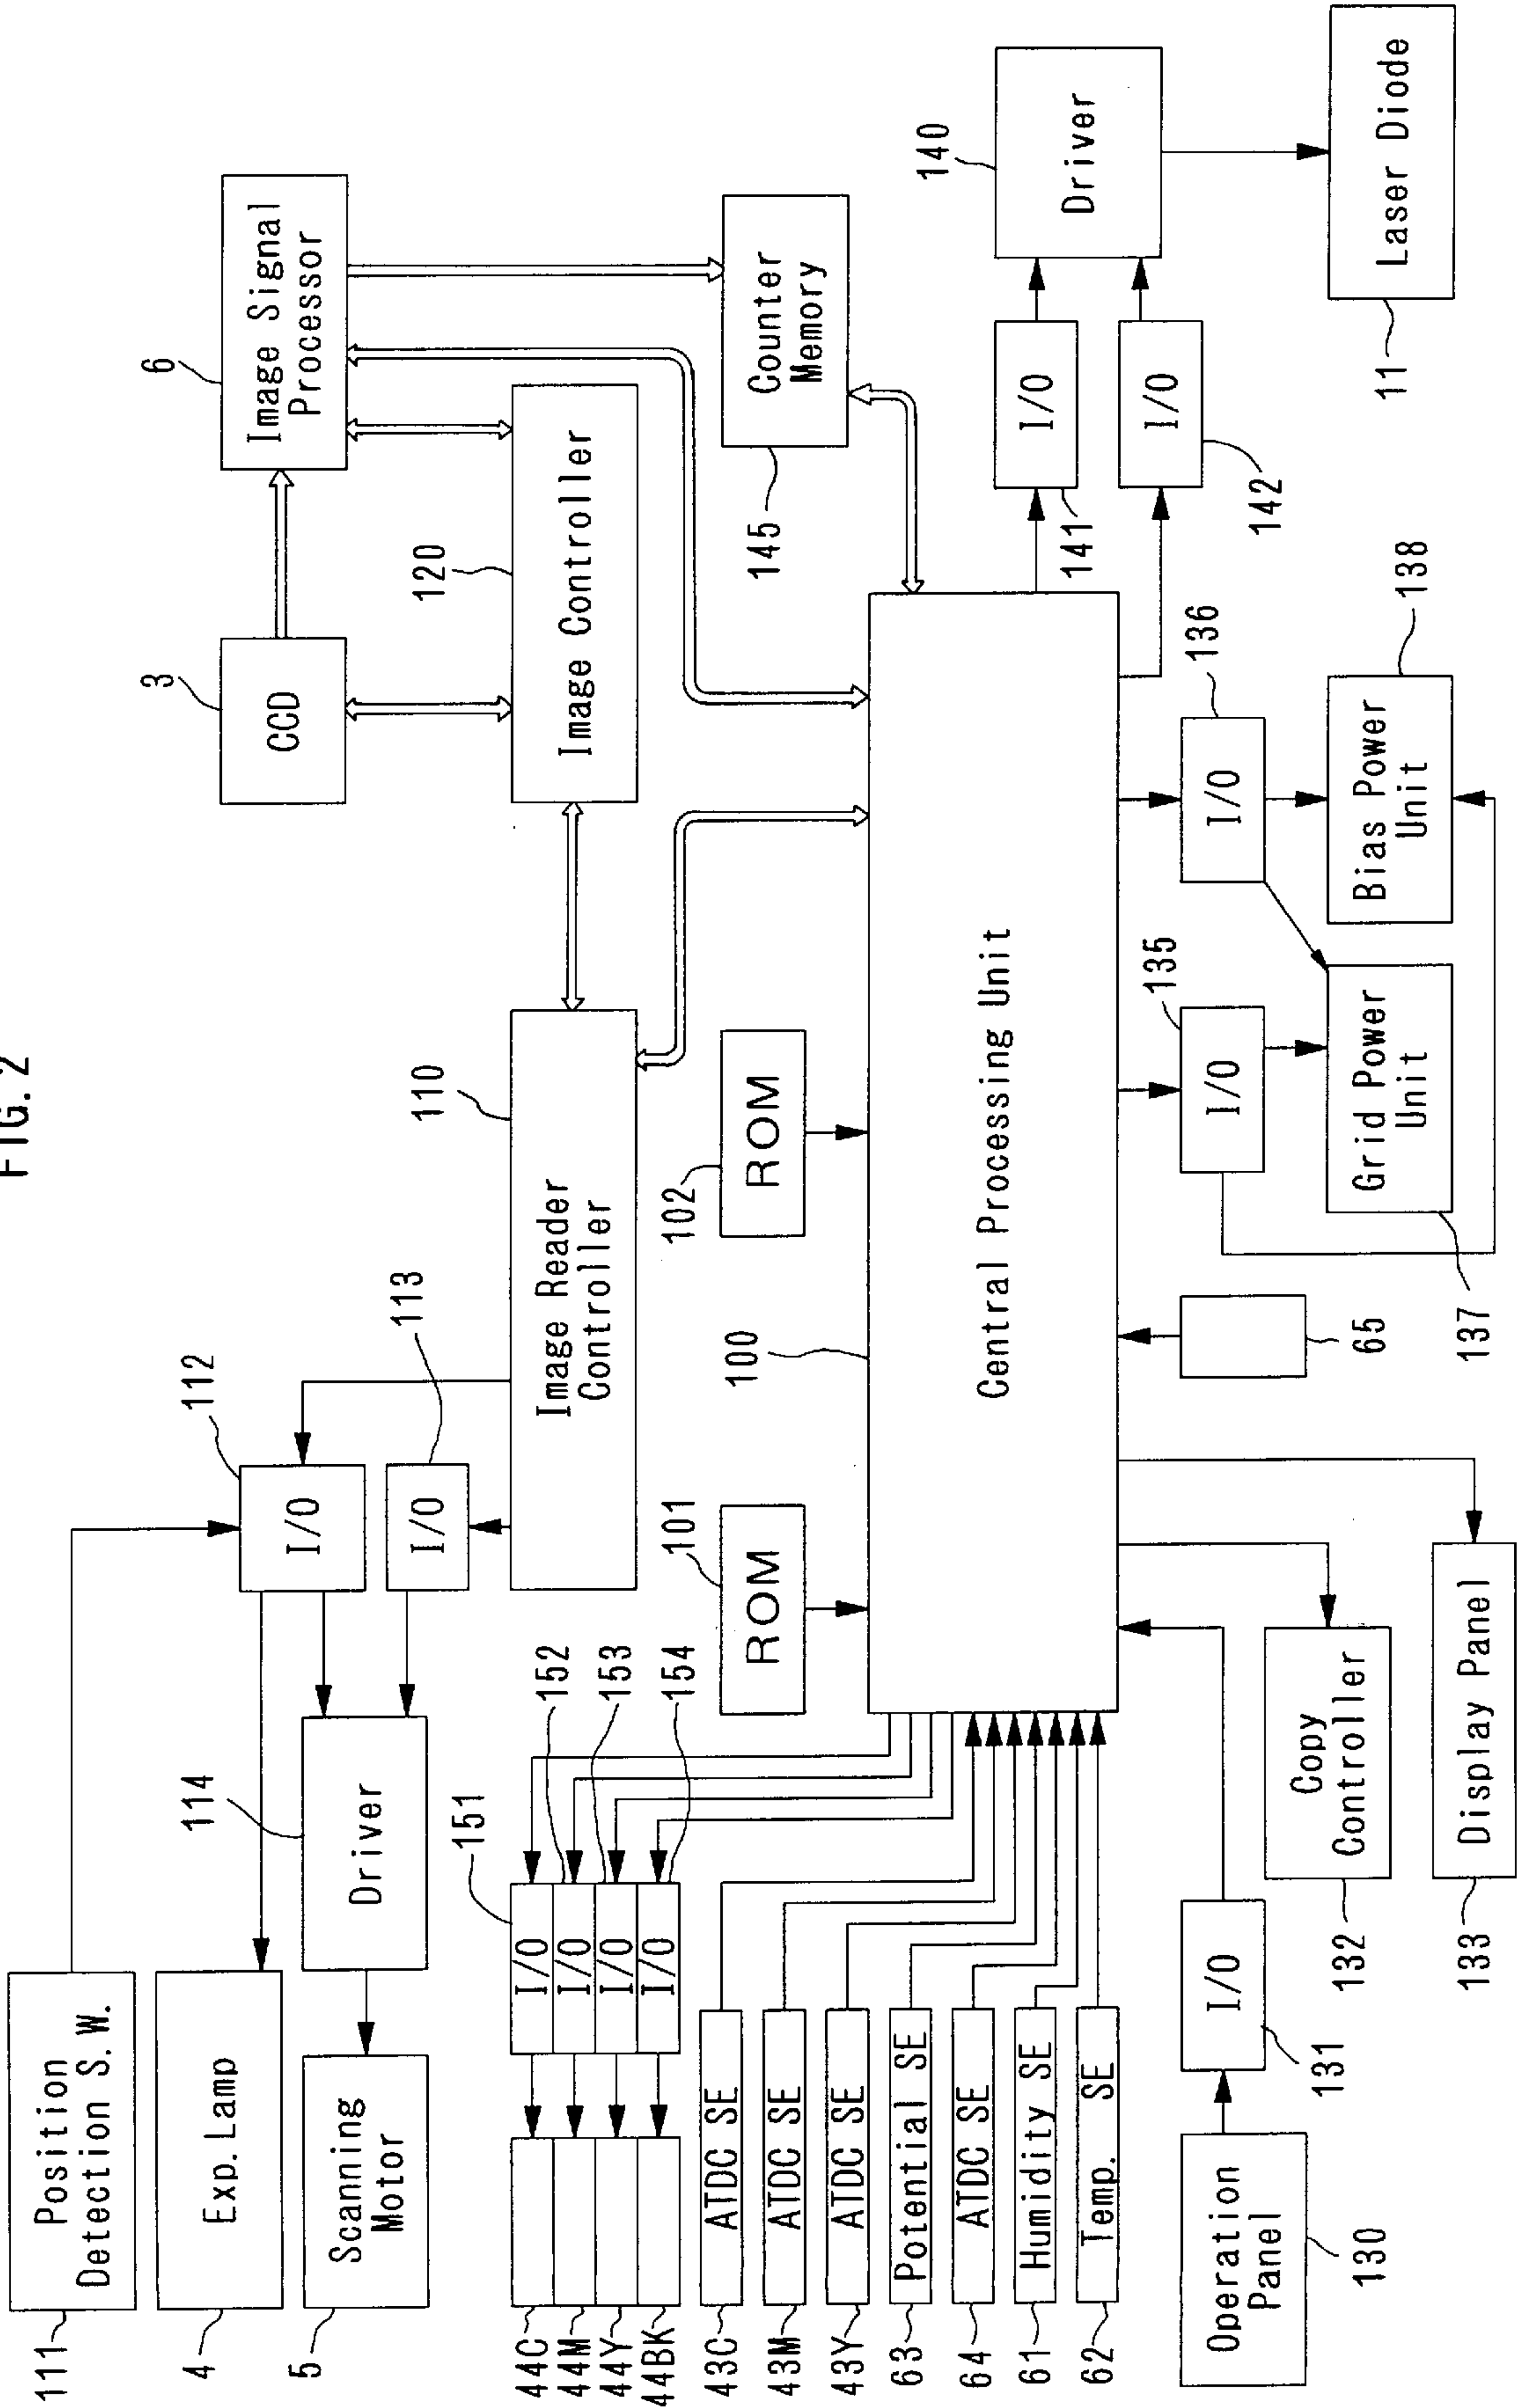 FIG. 2
111
Position
Detection S. W.
4
Exp. Lamp
5
Scanning
Motor
114
Driver
112
I/O
113
I/O
110
Image Reader
Controller
3
CCD
6
Image Signal
Processor
120
Image Controller
145
Counter
Memory
151
152
153
154
I/O
I/O
I/O
I/O
44C
44M
44Y
44BK
43C
ATDC SE
43M
ATDC SE
43Y
ATDC SE
63
Potential SE
64
ATDC SE
61
Humidity SE
62
Temp. SE
101
ROM
102
ROM
100
Central Processing Unit
130
Operation
Panel
131
I/O
132
Copy
Controller
133
Display Panel
65
135
I/O
136
I/O
137
Grid Power
Unit
138
Bias Power
Unit
141
I/O
142
I/O
140
Driver
11
Laser Diode